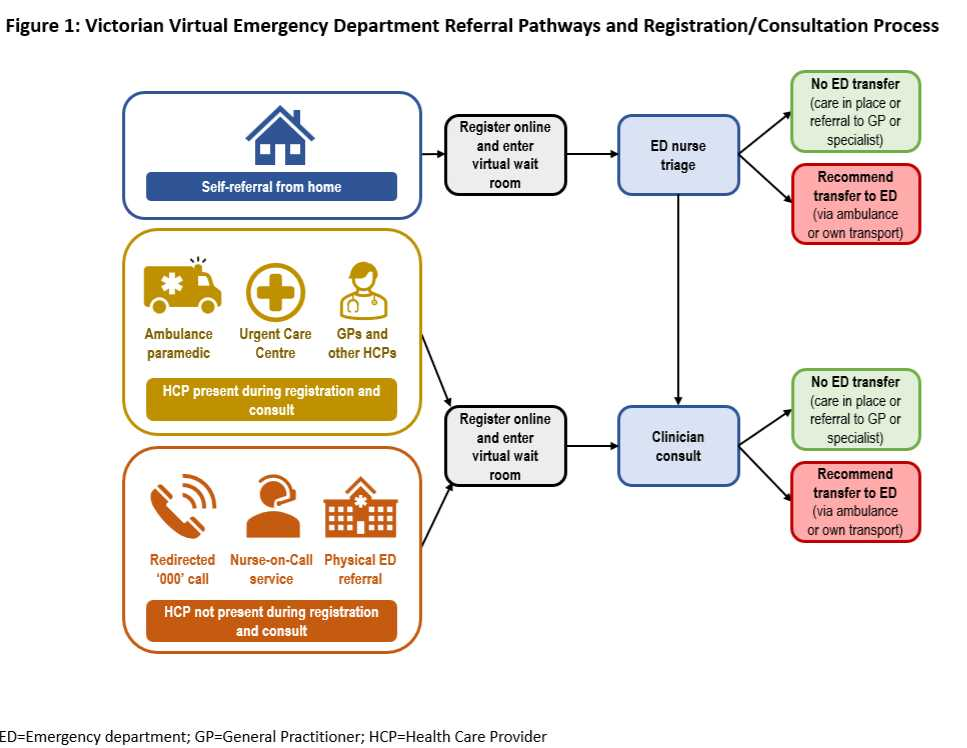 Figure 1: Victorian Virtual Emergency Department Referral Pathways and Registration/Consultation Process
Self-referral from home
Register online
and enter
virtual wait
room
ED nurse
triage
No ED transfer
(care in place or
referral to GP or
specialist)
Recommend
transfer to ED
(via ambulance
or own transport)
Ambulance
paramedic
Urgent Care
Centre
GPs and
other HCPs
HCP present during registration and
consult
Redirected
‘000’ call
Nurse-on-Call
service
Physical ED
referral
HCP not present during registration
and consult
Register online
and enter
virtual wait
room
Clinician
consult
No ED transfer
(care in place or
referral to GP or
specialist)
Recommend
transfer to ED
(via ambulance
or own transport)
ED=Emergency department; GP=General Practitioner; HCP=Health Care Provider